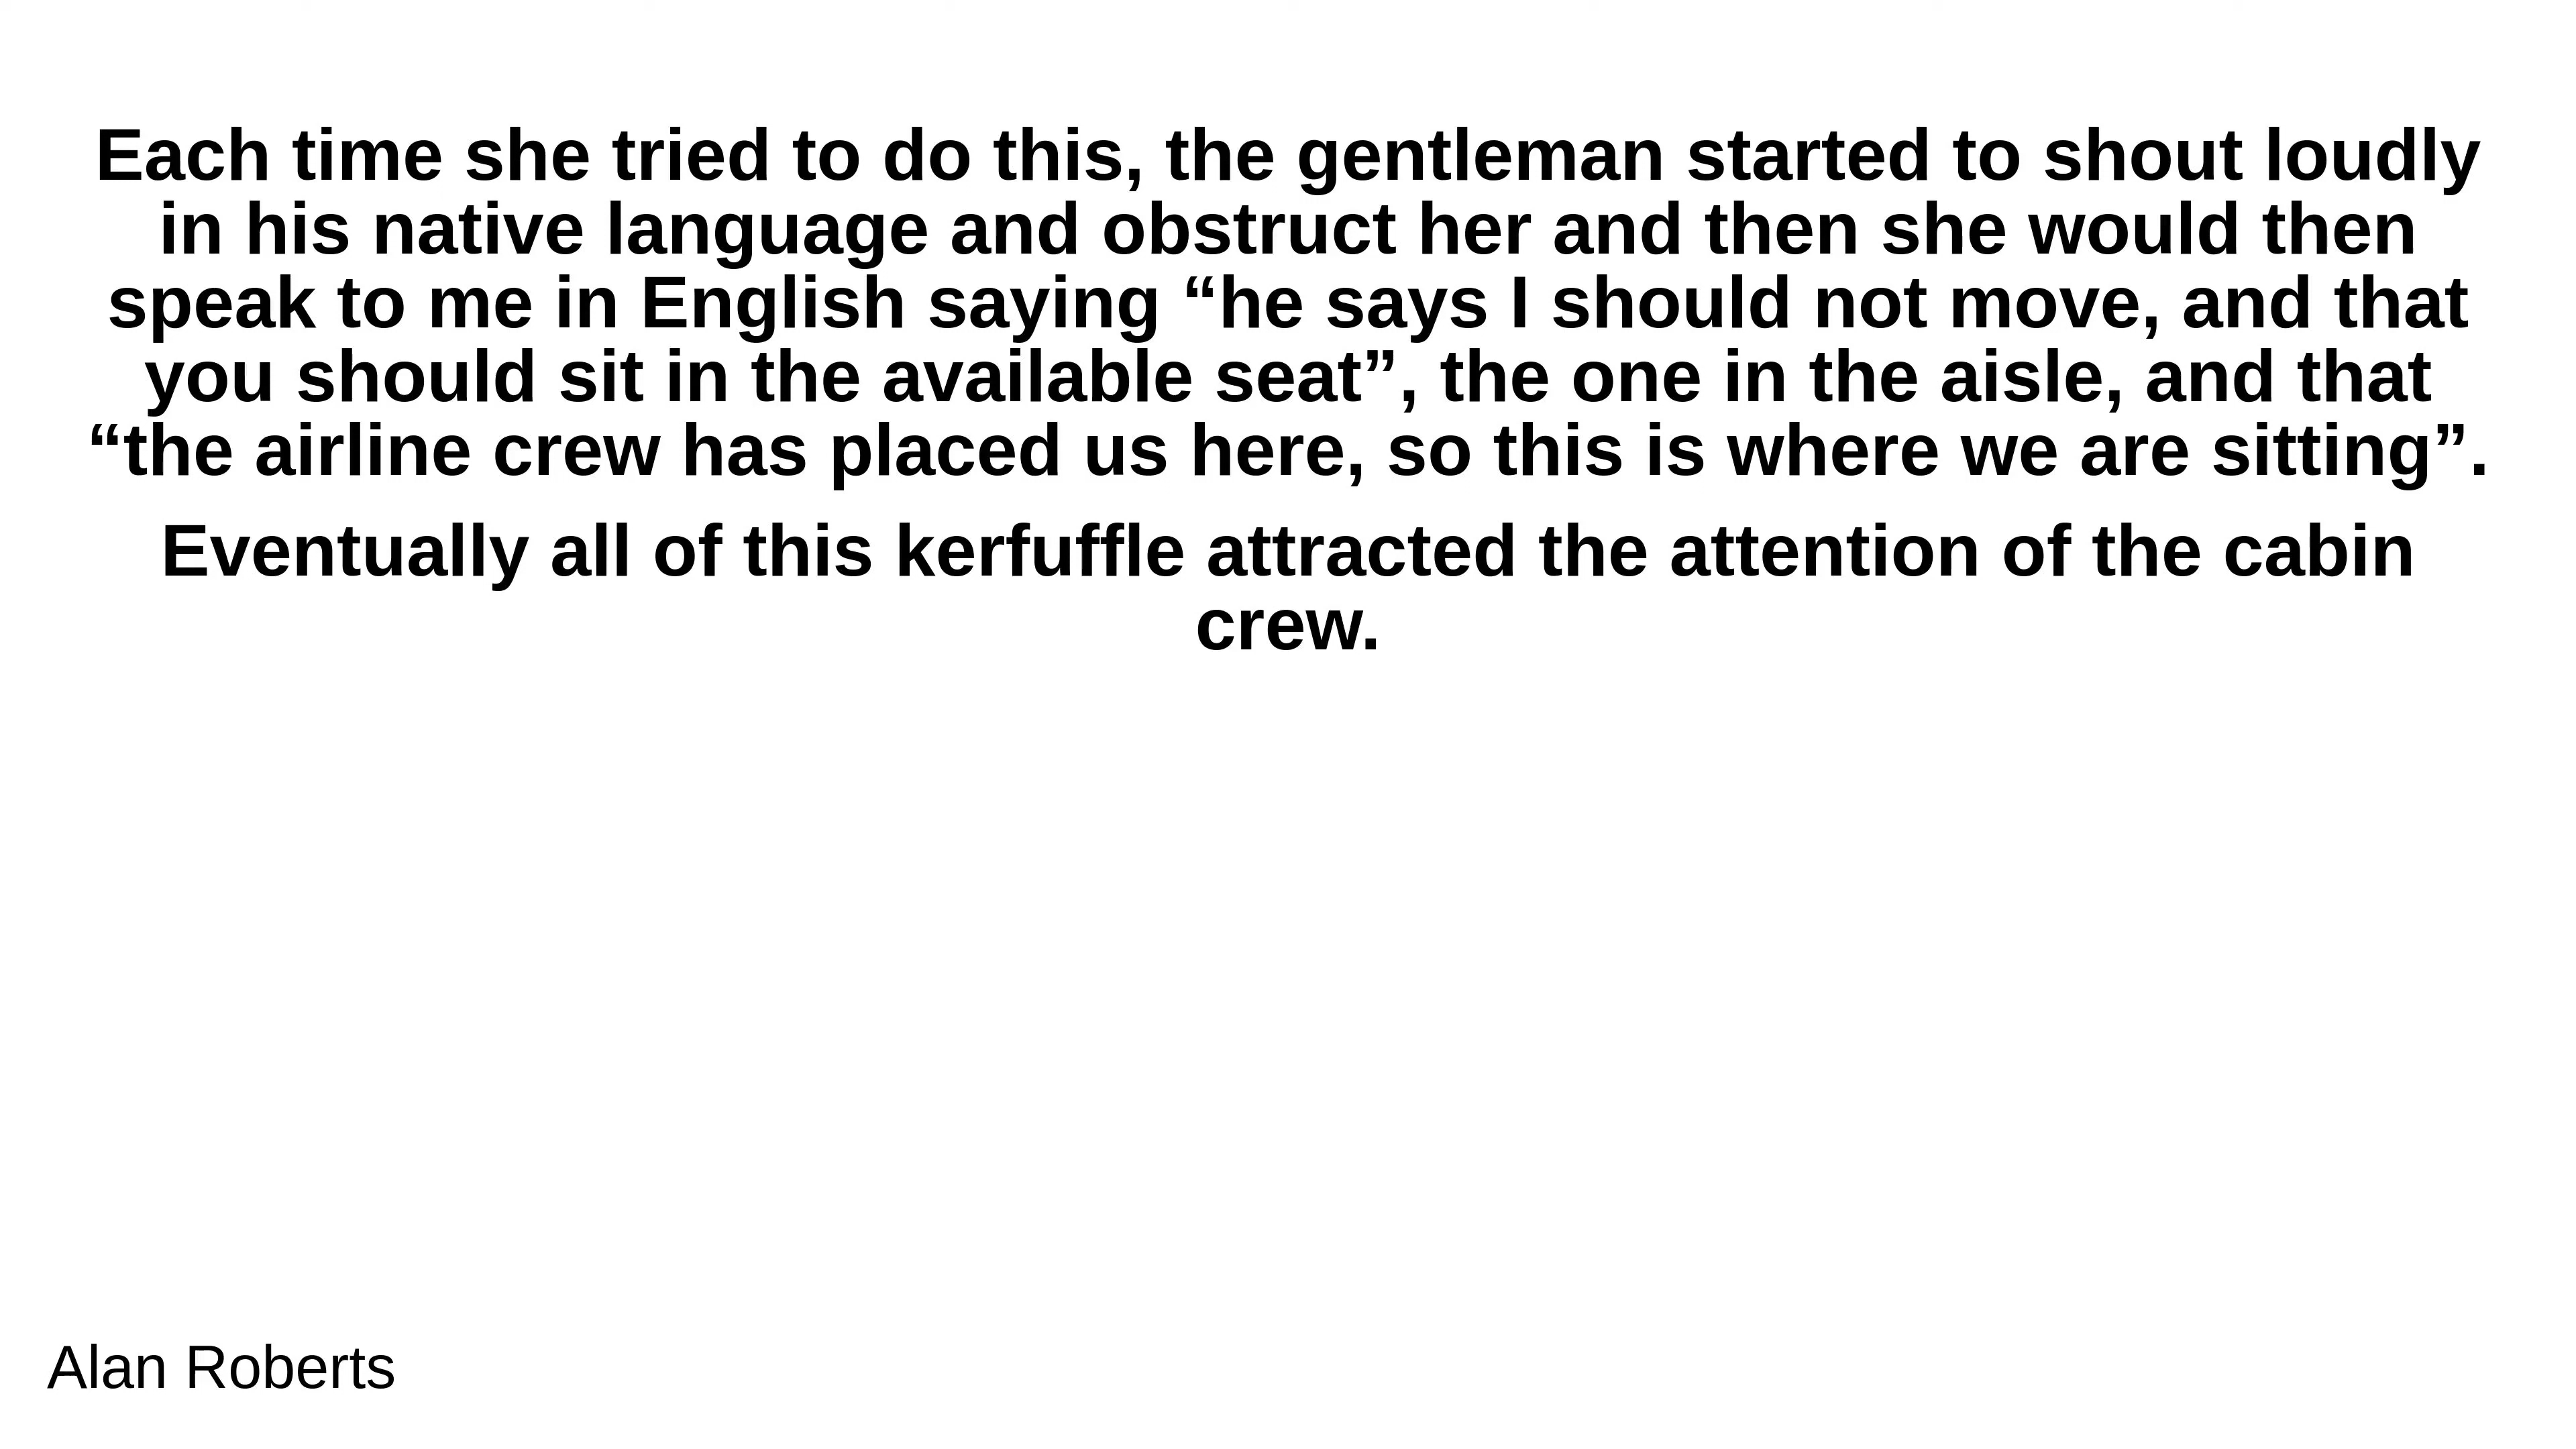 Each time she tried to do this, the gentleman started to shout loudly
in his native language and obstruct her and then she would then
speak to me in English saying “he says I should not move, and that
you should sit in the available seat”, the one in the aisle, and that
“the airline crew has placed us here, so this is where we are sitting”.
Eventually all of this kerfuffle attracted the attention of the cabin
crew.
Alan Roberts